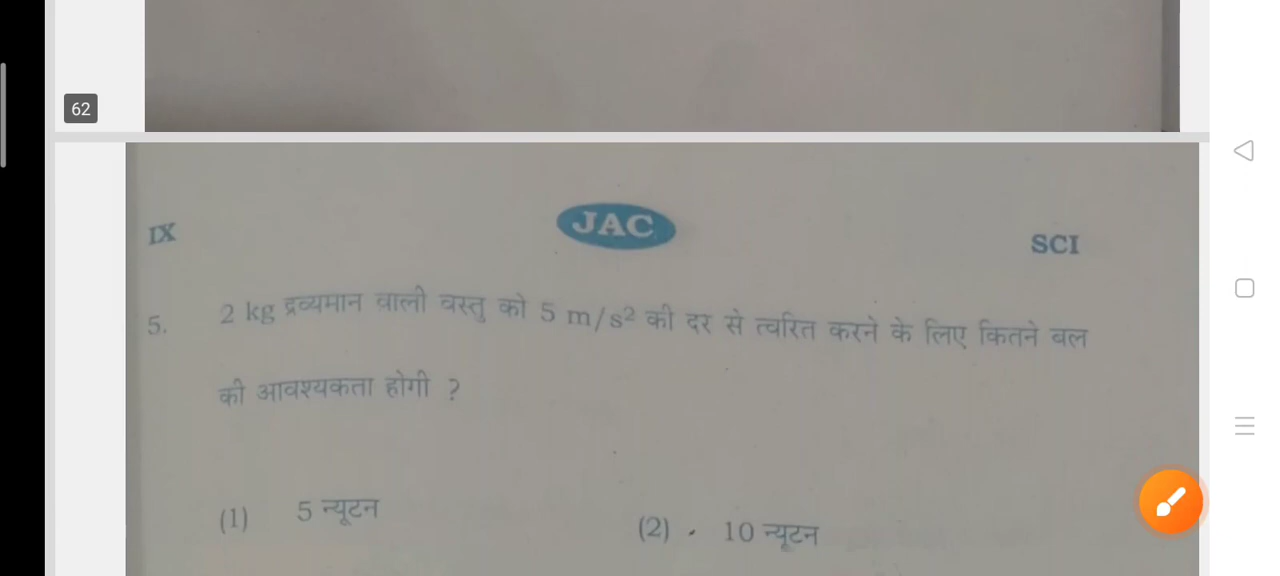 62
IX
JAC
SCI
5. 2 kg द्रव्यमान वाली वस्तु को 5 m/s² की दर से त्वरित करने के लिए कितने बल
की आवश्यकता होगी ?
(1) 5 न्यूटन
(2) 10 न्यूटन